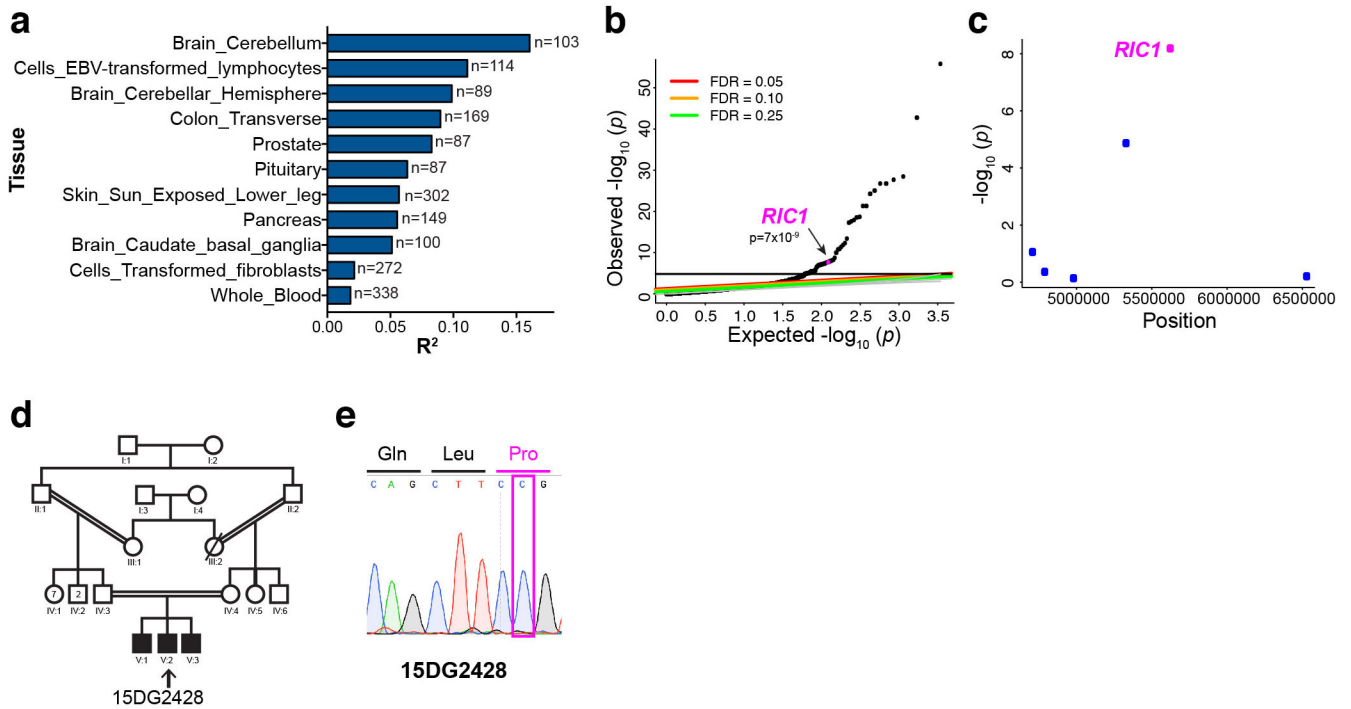 a
Tissue
Brain_Cerebellum
n=103
Cells_EBV-transformed_lymphocytes
n=114
Brain_Cerebellar_Hemisphere
n=89
Colon_Transverse
n=169
Prostate
n=87
Pituitary
n=87
Skin_Sun_Exposed_Lower_leg
n=302
Pancreas
n=149
Brain_Caudate_basal_ganglia
n=100
Cells_Transformed_fibroblasts
n=272
Whole_Blood
n=338
0.00 0.05 0.10 0.15
R²
b
Observed -log₁₀ (p)
50
40
30
20
10
0
FDR = 0.05
FDR = 0.10
FDR = 0.25
RIC1
p=7x10⁻⁹
0.0 0.5 1.0 1.5 2.0 2.5 3.0 3.5
Expected -log₁₀ (p)
c
-log₁₀ (p)
8
6
4
2
0
RIC1
5000000 5500000 6000000 6500000
Position
d
I:1 I:2
II:1 I:3 I:4 II:2
III:1 III:2
7 2
IV:1 IV:2 IV:3 IV:4 IV:5 IV:6
V:1 V:2 V:3
15DG2428
e
Gln Leu Pro
C A G C T T C C G
15DG2428